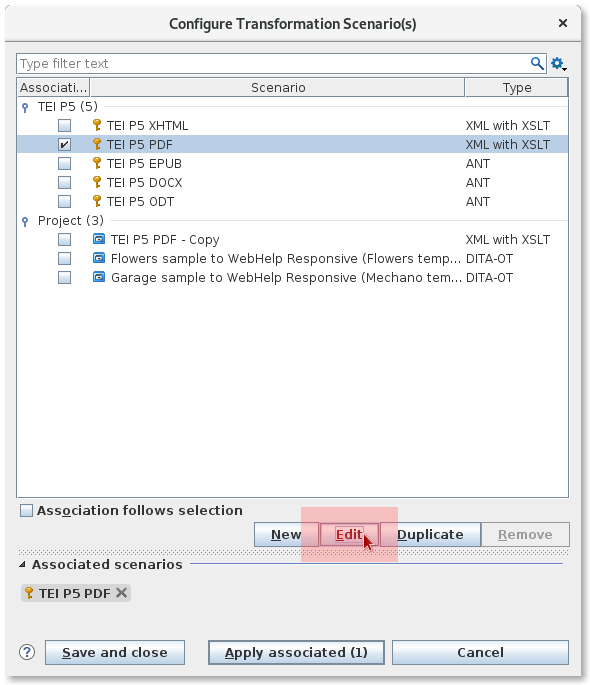 Configure Transformation Scenario(s)
Type filter text
Associati... Scenario Type
TEI P5 (5)
TEI P5 XHTML XML with XSLT
TEI P5 PDF XML with XSLT
TEI P5 EPUB ANT
TEI P5 DOCX ANT
TEI P5 ODT ANT
Project (3)
TEI P5 PDF - Copy XML with XSLT
Flowers sample to WebHelp Responsive (Flowers temp... DITA-OT
Garage sample to WebHelp Responsive (Mechano tem... DITA-OT
Association follows selection
New Edit Duplicate Remove
Associated scenarios
TEI P5 PDF
? Save and close Apply associated (1) Cancel